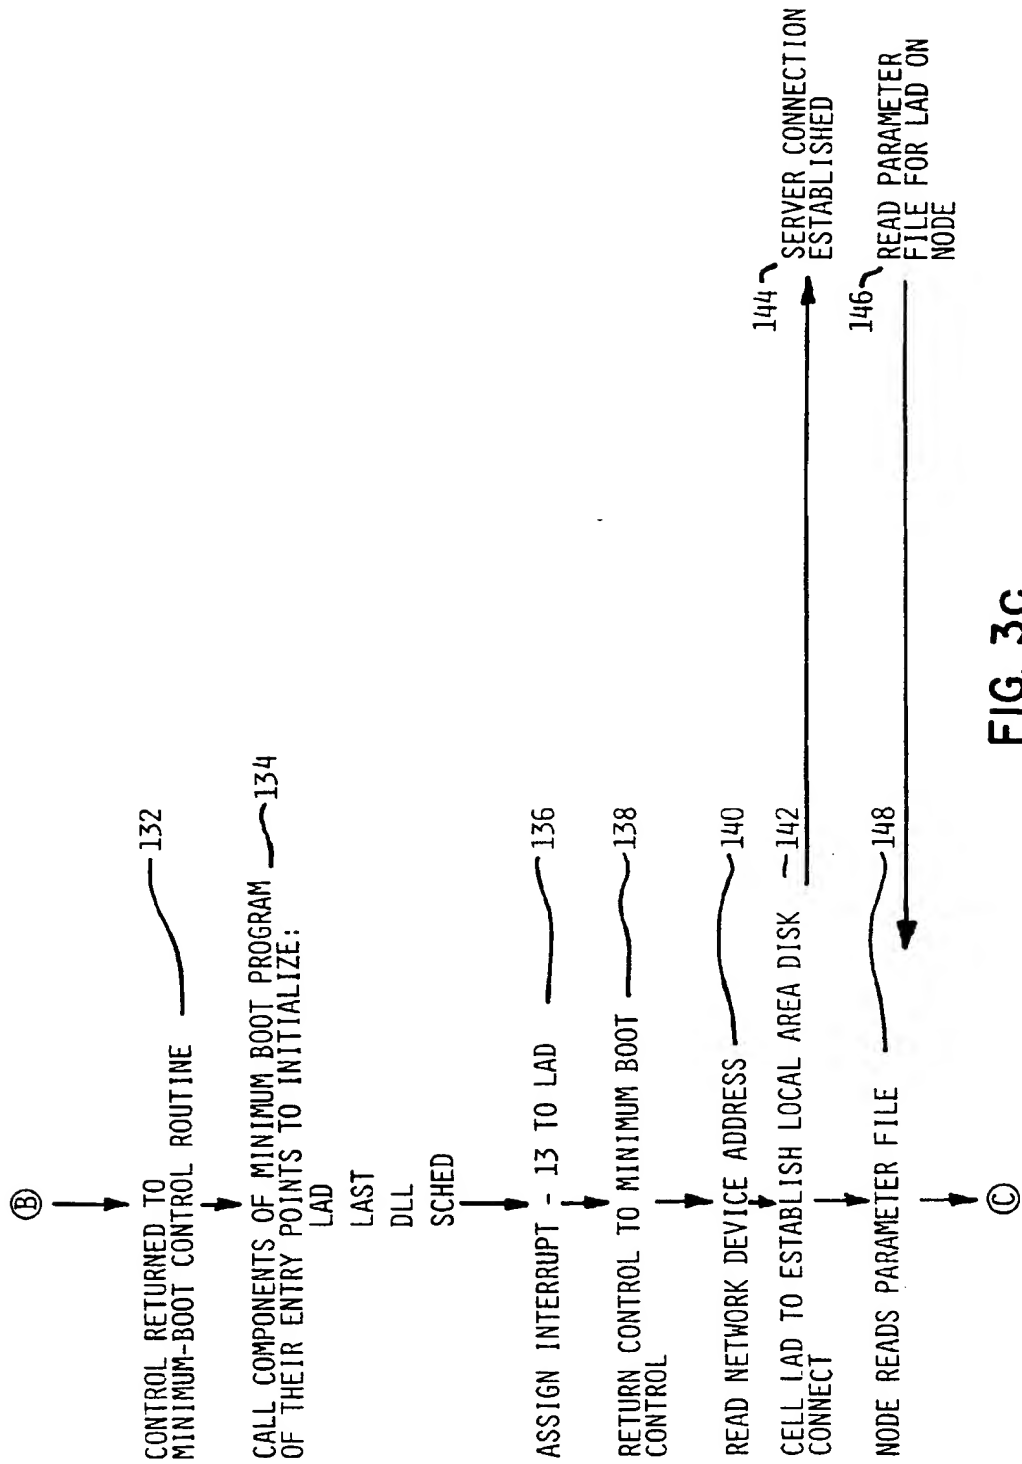 Ⓑ
CONTROL RETURNED TO
MINIMUM-BOOT CONTROL ROUTINE
132
CALL COMPONENTS OF MINIMUM BOOT PROGRAM
OF THEIR ENTRY POINTS TO INITIALIZE:
134
LAD
LAST
DLL
SCHED
ASSIGN INTERRUPT - 13 TO LAD
136
RETURN CONTROL TO MINIMUM BOOT
CONTROL
138
READ NETWORK DEVICE ADDRESS
140
CELL LAD TO ESTABLISH LOCAL AREA DISK
CONNECT
142
144
SERVER CONNECTION
ESTABLISHED
146
READ PARAMETER
FILE FOR LAD ON
NODE
NODE READS PARAMETER FILE
148
Ⓒ
FIG. 3c